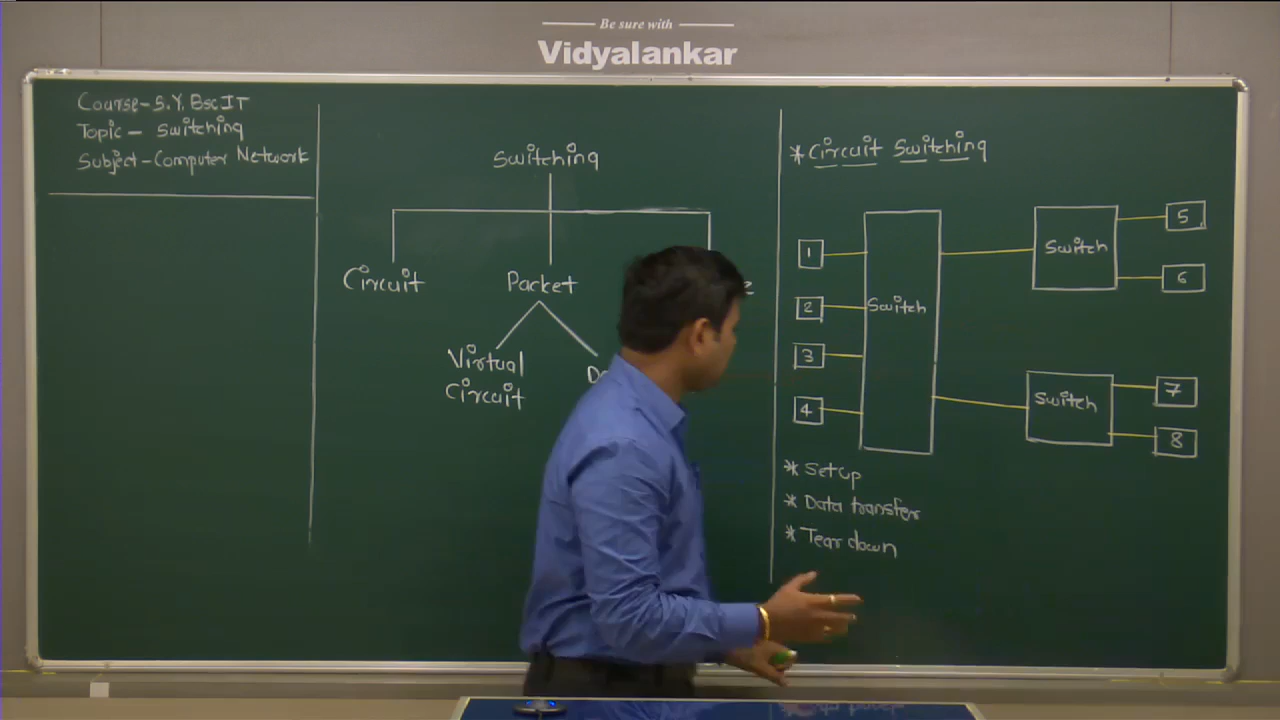 Be sure with
Vidyalankar
Course-S.Y. BscIT
Topic - Switching
Subject-Computer Network
Switching
Circuit
Packet
Virtual
Circuit
* Circuit Switching
1
2
3
4
Switch
Switch
5
6
Switch
7
8
* Setup
* Data transfer
* Tear down